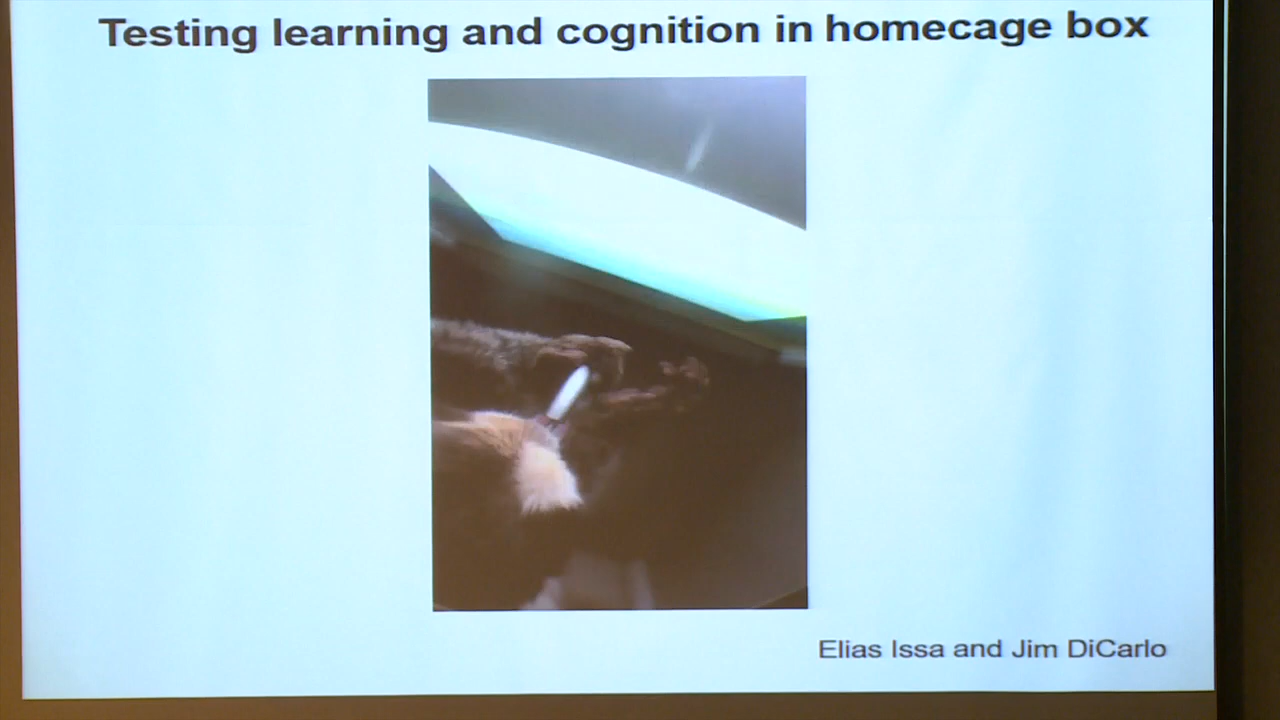 Testing learning and cognition in homecage box
Elias Issa and Jim DiCarlo